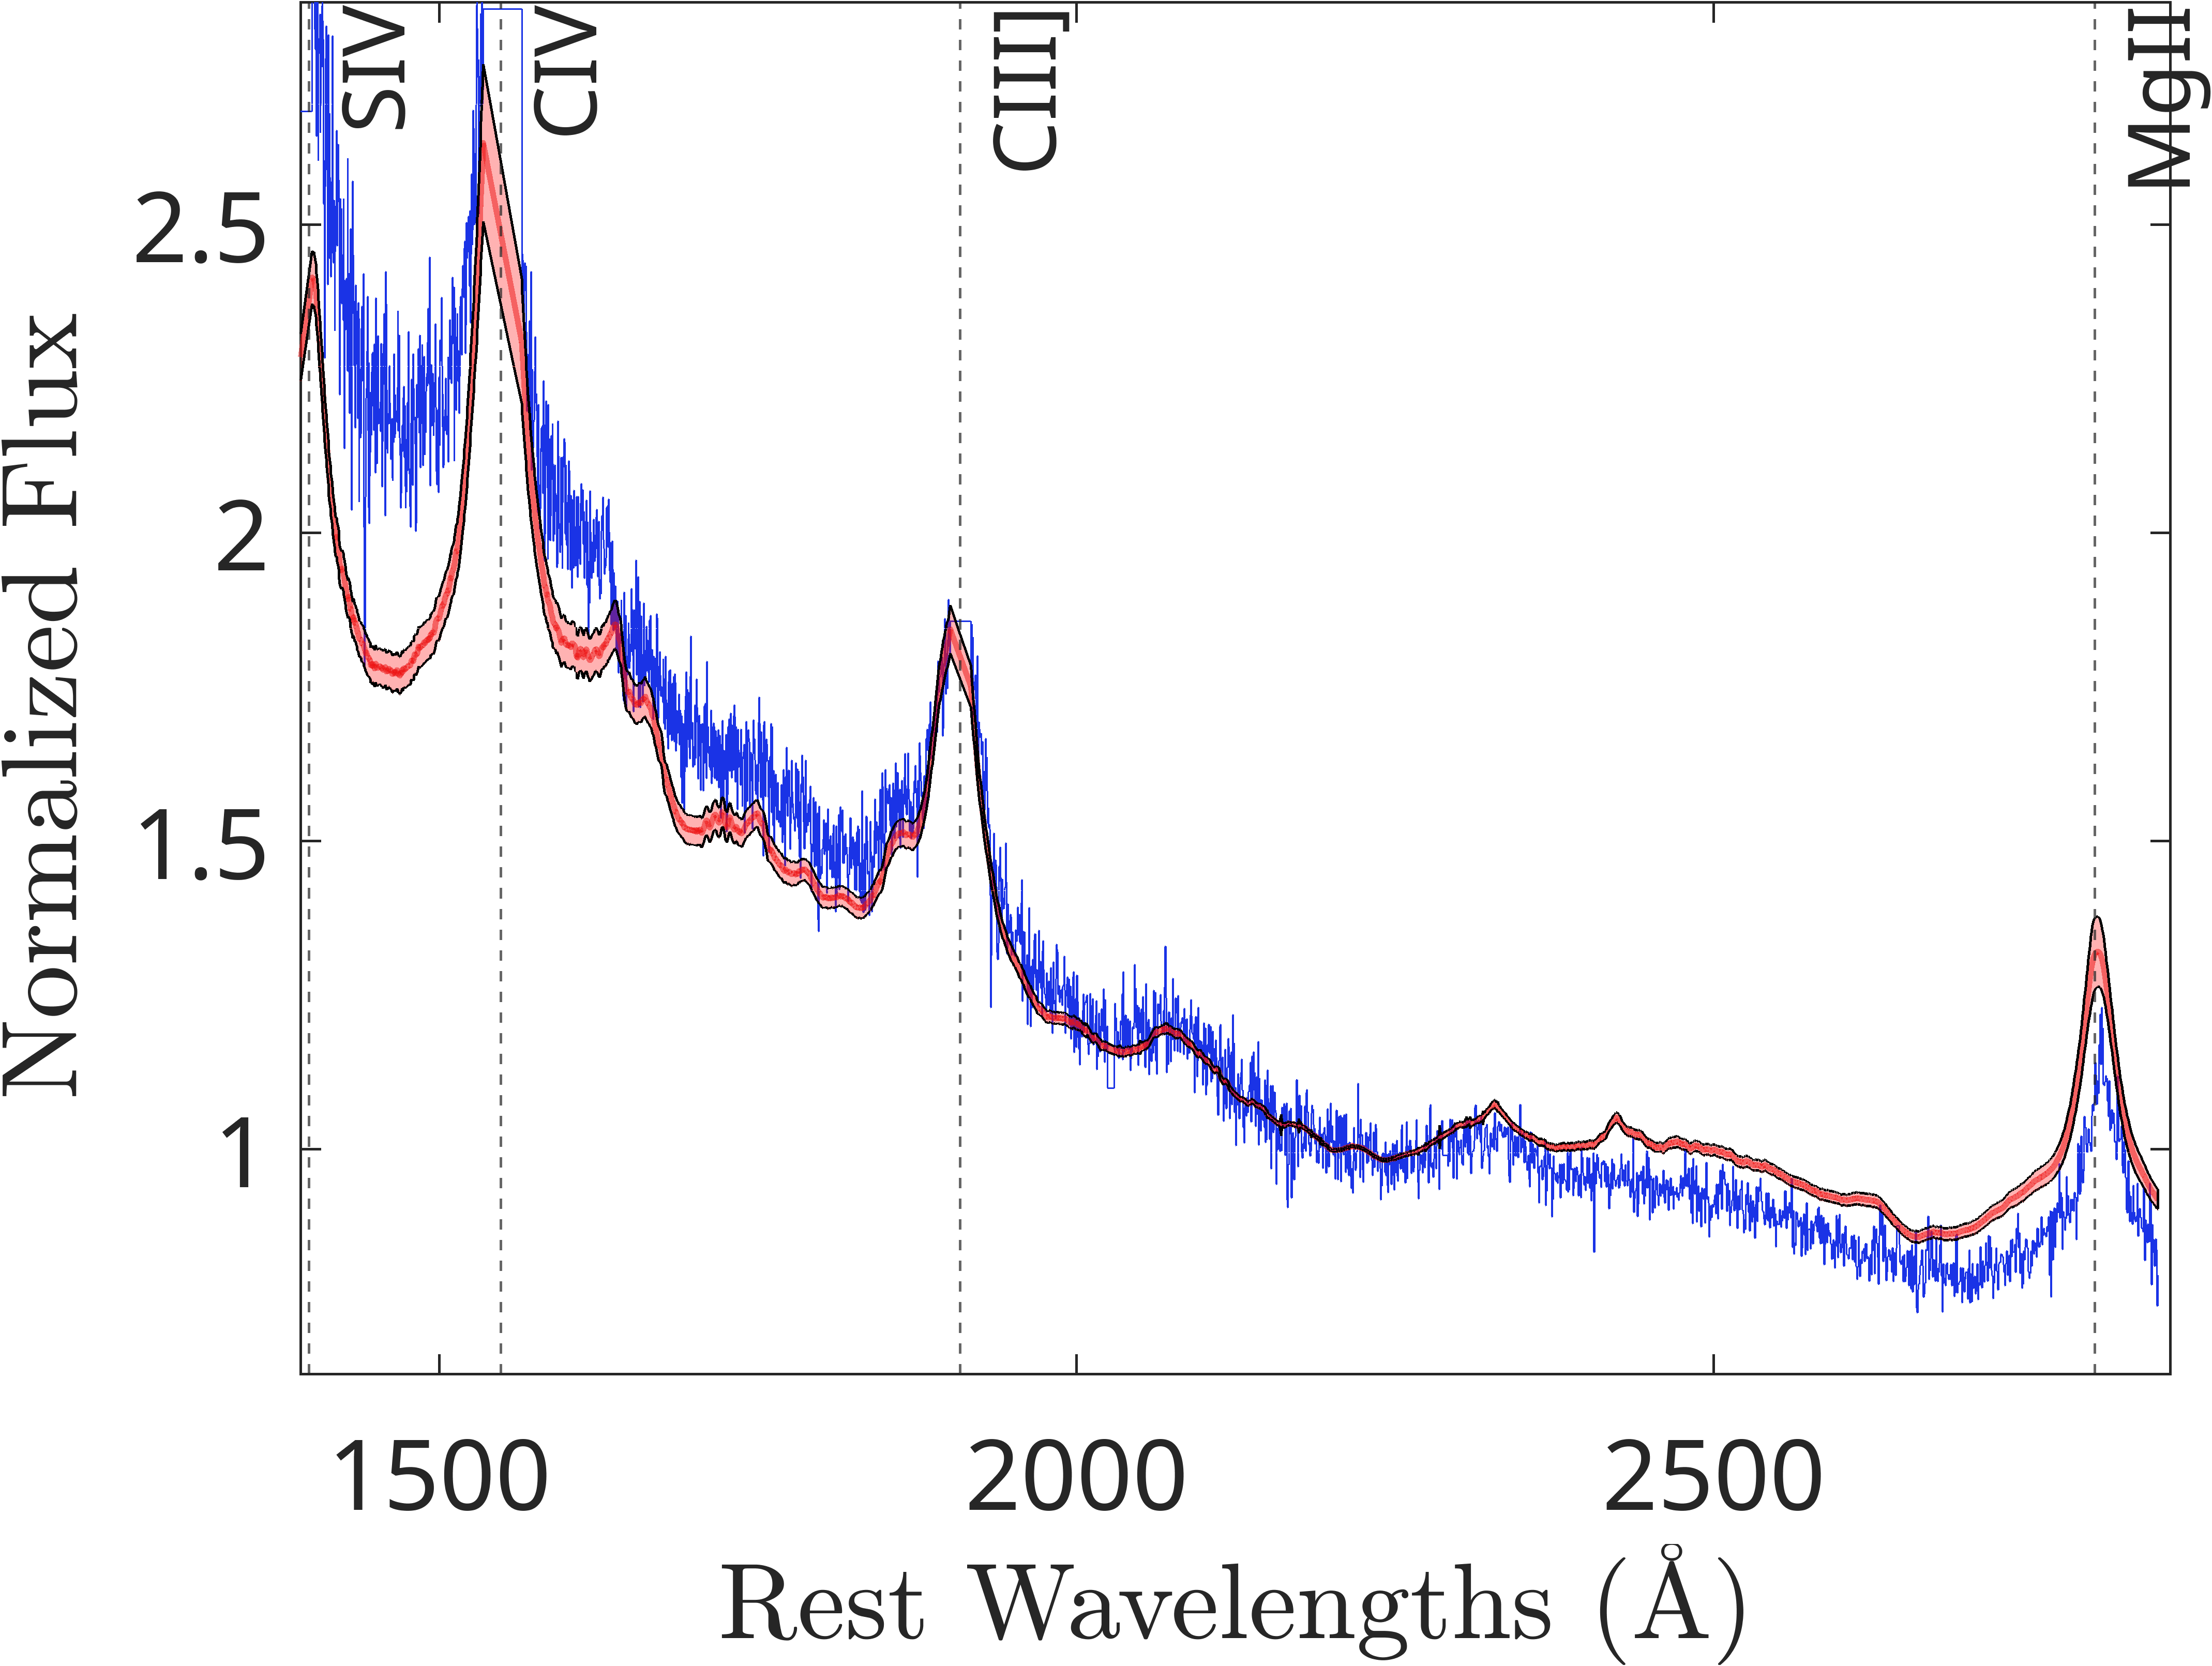 SIV
CIV
CIII]
MgII
2.5
2
1.5
1
Normalized Flux
1500
2000
2500
Rest Wavelengths (Å)